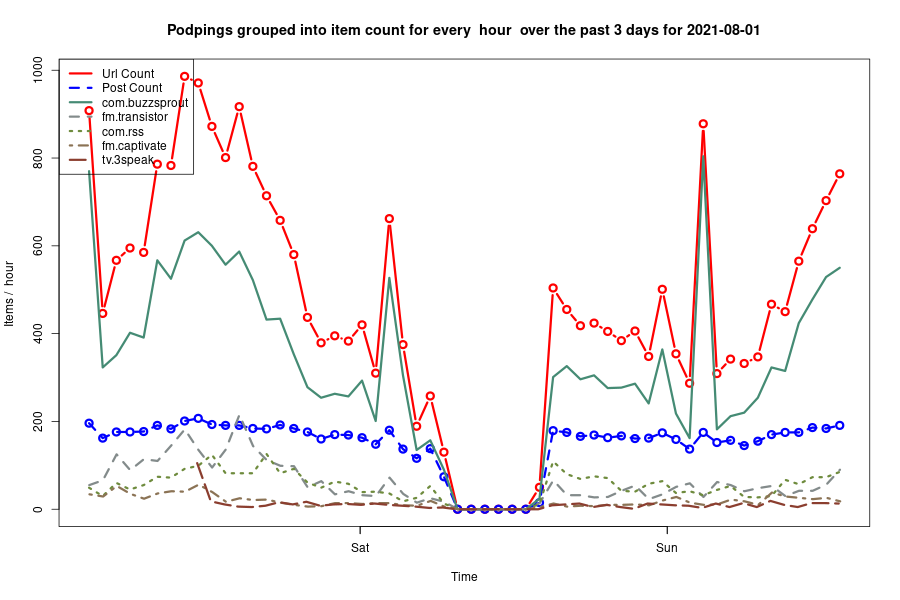 Podpings grouped into item count for every  hour  over the past 3 days for 2021-08-01
Url Count
Post Count
com.buzzsprout
fm.transistor
com.rss
fm.captivate
tv.3speak
Items /  hour
1000
800
600
400
200
0
Sat
Sun
Time